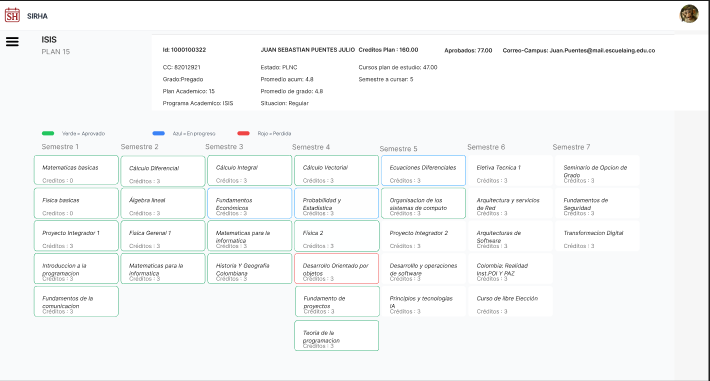 SH SIRHA
ISIS
PLAN 15
Id: 1000100322 JUAN SEBASTIAN PUENTES JULIO Creditos Plan : 160.00 Aprobados: 77.00 Correo-Campus: Juan.Puentes@mail.escuelaing.edu.co
CC: 82012921 Estado: PLNC Cursos plan de estudio: 47.00
Grado:Pregado Promedio acum: 4.8 Semestre a cursar: 5
Plan Academico: 15 Promedio de grado: 4.8
Programa Academico: ISIS Situacion: Regular
Verde = Aprovado Azul = En progreso Rojo = Perdida
Semestre 1 Semestre 2 Semestre 3 Semestre 4 Semestre 5 Semestre 6 Semestre 7
Matematicas basicas
Créditos : 0
Cálculo Diferencial
Créditos : 3
Cálculo Integral
Créditos : 3
Cálculo Vectorial
Créditos : 3
Ecuaciones Diferenciales
Créditos : 3
Eletiva Tecnica 1
Créditos : 3
Seminario de Opcion de
Grado
Créditos : 3
Fisica basicas
Créditos : 0
Álgebra lineal
Créditos : 3
Fundamentos
Económicos
Créditos : 3
Probabilidad y
Estadística
Créditos : 3
Organisacion de los
sistemas de computo
Créditos : 3
Arquitectura y servicios
de Red
Créditos : 3
Fundamentos de
Seguridad
Créditos : 3
Proyecto Integrador 1
Créditos : 3
Fisica Gerenal 1
Créditos : 3
Matematicas para la
informatica
Créditos : 3
Fisica 2
Créditos : 3
Proyecto Integrador 2
Créditos : 3
Arquitecturas de
Software
Créditos : 3
Transformacion Digital
Créditos : 3
Introduccion a la
programacion
Créditos : 3
Matematicas para la
informatica
Créditos : 3
Historia Y Geografia
Colombiana
Créditos : 3
Desarrollo Orientado por
objetos
Créditos : 3
Desarrollo y operaciones
de software
Créditos : 3
Colombia: Realidad
Inst.POl Y PAZ
Créditos : 3
Fundamentos de la
comunicacion
Créditos : 3
Fundamento de
proyectos
Créditos : 3
Principios y tecnologias
IA
Créditos : 3
Curso de libre Elección
Créditos : 3
Teoria de la
programacion
Créditos : 3